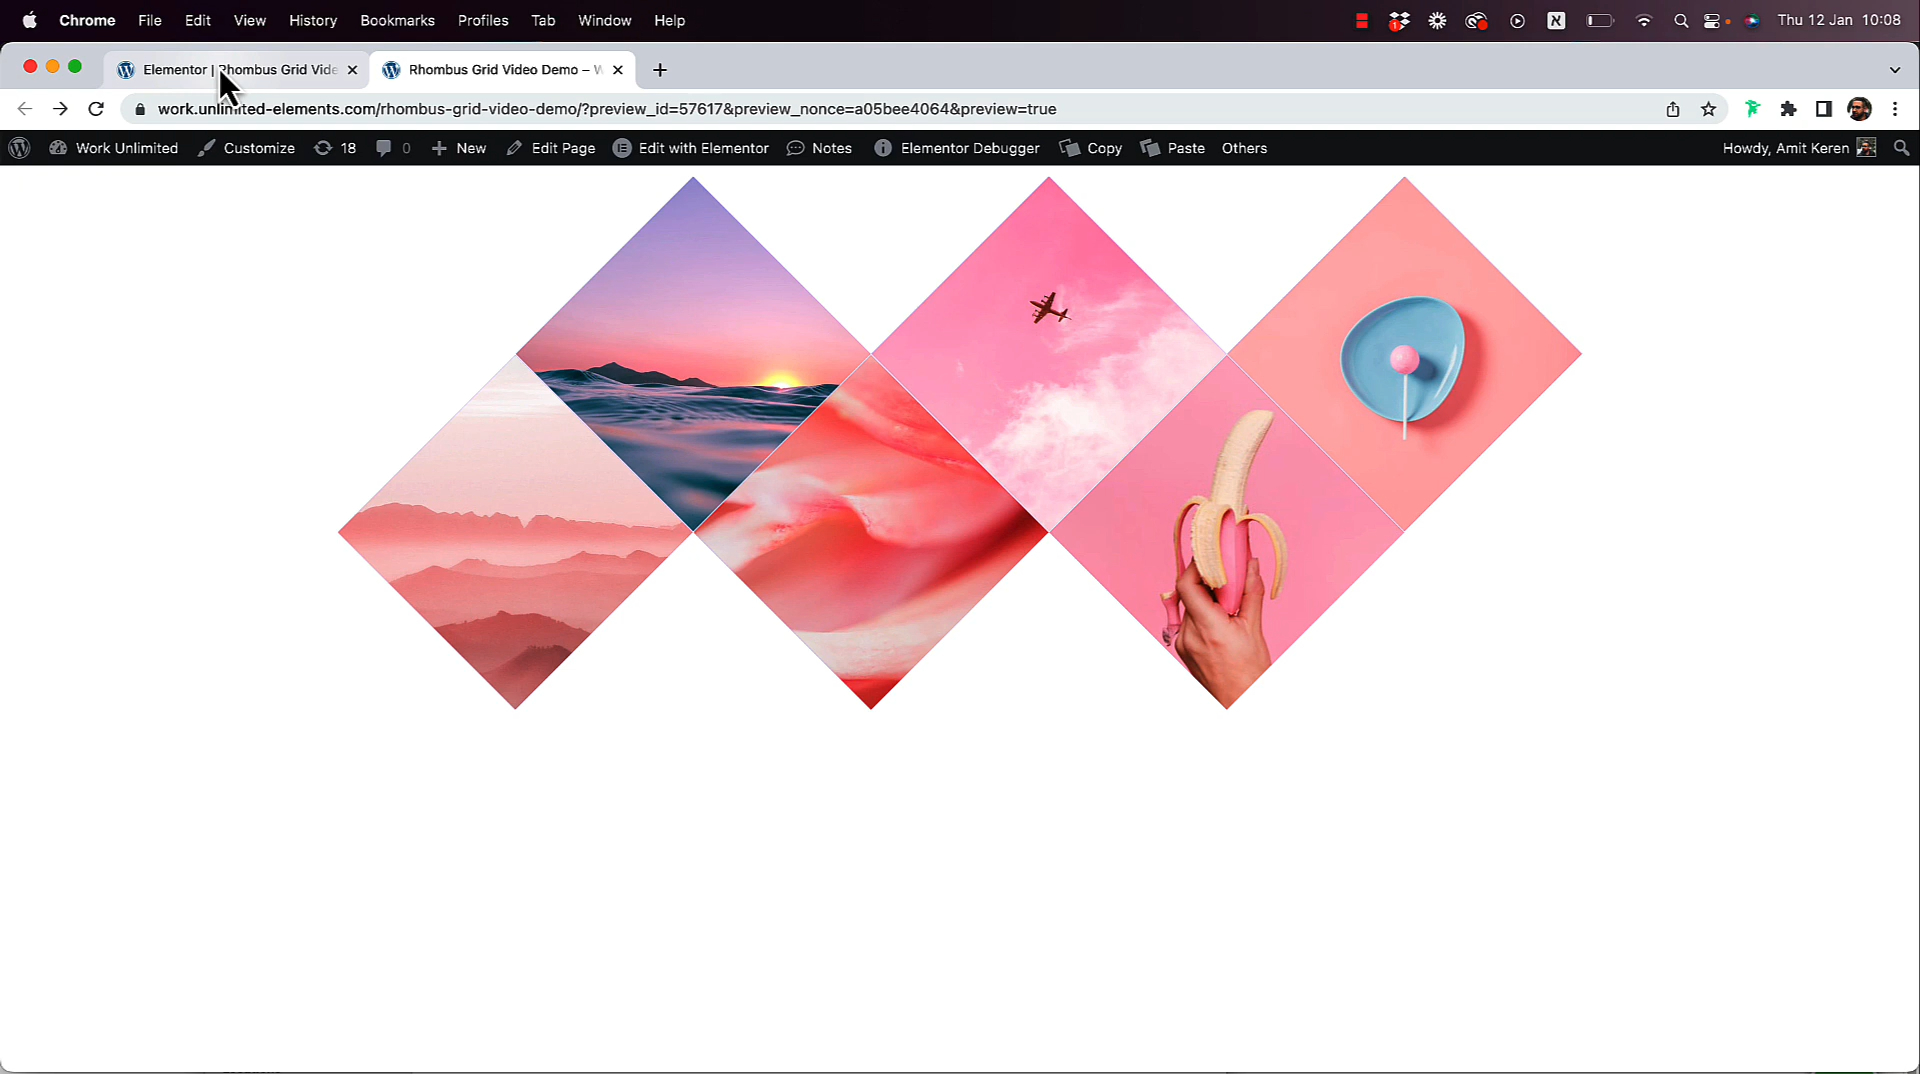 Chrome File Edit View History Bookmarks Profiles Tab Window Help 1 א Thu 12 Jan 10:08
Elementor | Rhombus Grid Vide Rhombus Grid Video Demo – W
work.unlimited-elements.com/rhombus-grid-video-demo/?preview_id=57617&preview_nonce=a05bee4064&preview=true
Work Unlimited Customize 18 0 New Edit Page Edit with Elementor Notes Elementor Debugger Copy Paste Others Howdy, Amit Keren